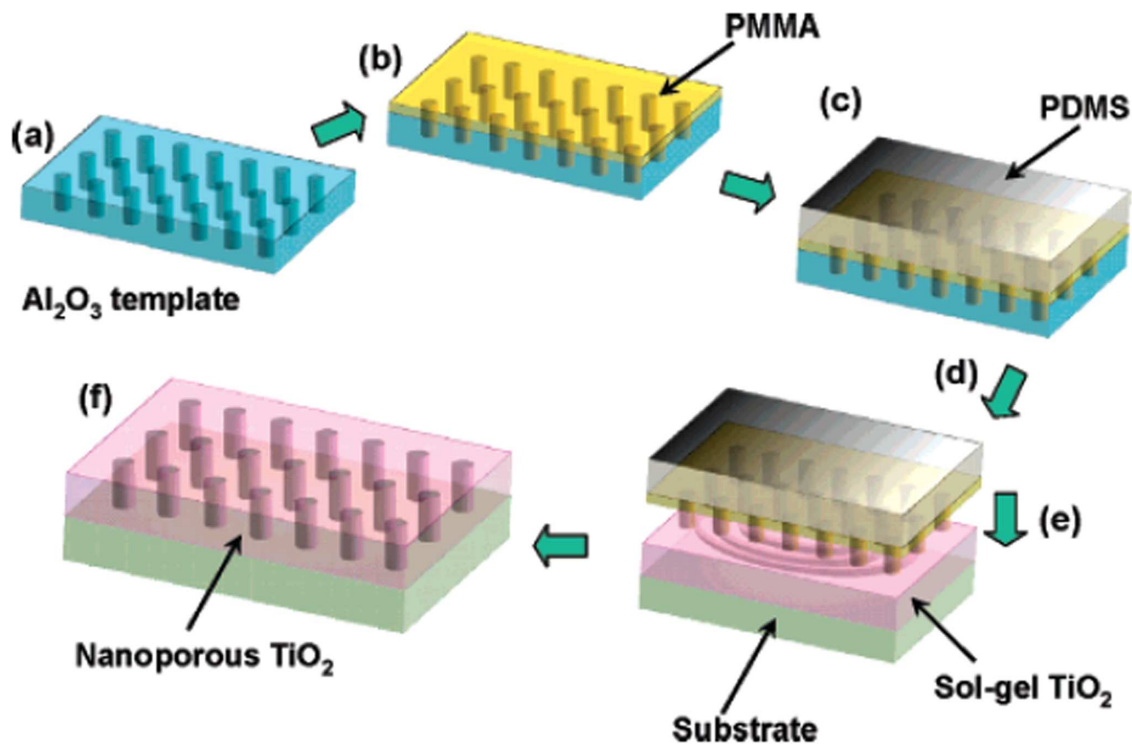 (a)
Al₂O₃ template
(b)
PMMA
(c)
PDMS
(d)
(e)
Sol-gel TiO₂
Substrate
(f)
Nanoporous TiO₂